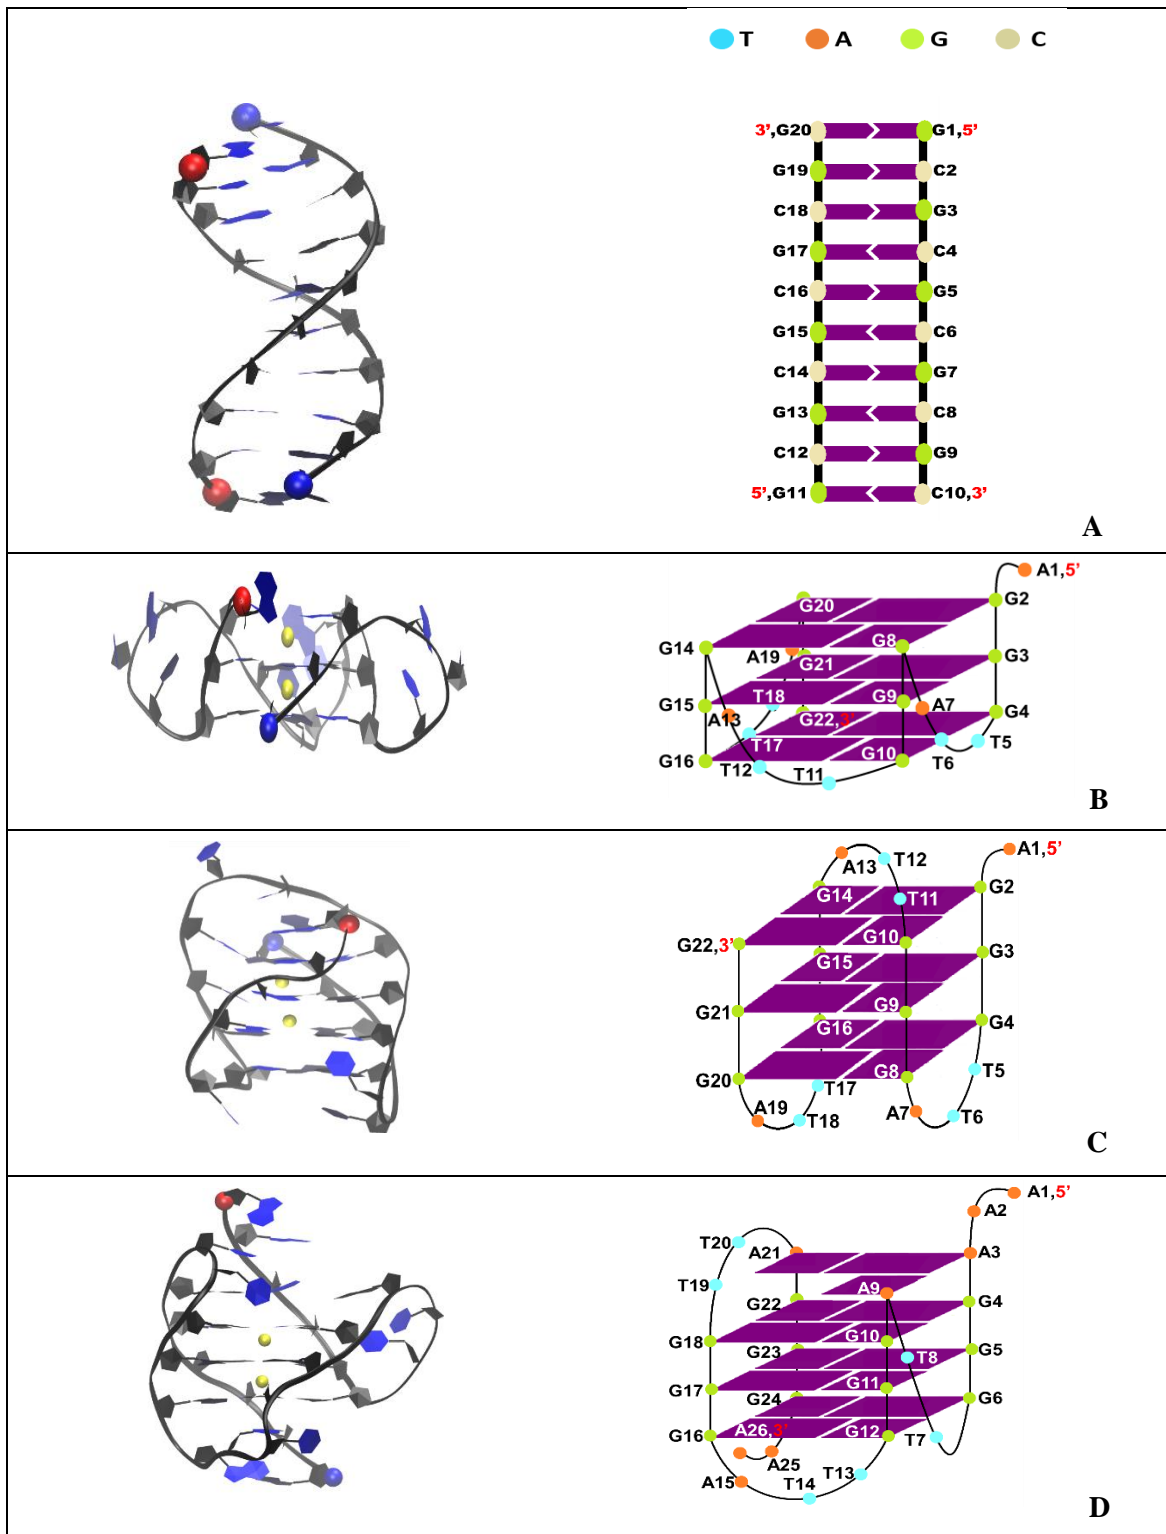 T A G C
3’,G20 G1,5’
G19 C2
C18 G3
G17 C4
C16 G5
G15 C6
C14 G7
G13 C8
C12 G9
5’,G11 C10,3’
A
A1,5’
G20 G2
G14 G8
A19 G21 G3
T18 G9 A7
G15 A13 G22,3’ G4
T17 T5
G16 T12 T11 G10 T6
B
T12 A1,5’
A13
G14 T11 G2
G22,3’ G10
G15 G3
G21 G9
G16 G4
G20 G8 T5
T17
A19 T18 A7 T6
C
A1,5’
A2
T20 A21 A3
T19 A9
G22 G4
G18 G10
G23 T8 G5
G17 G11
G24 G6
G16 A26,3’ G12 T7
A25
A15 T14 T13
D